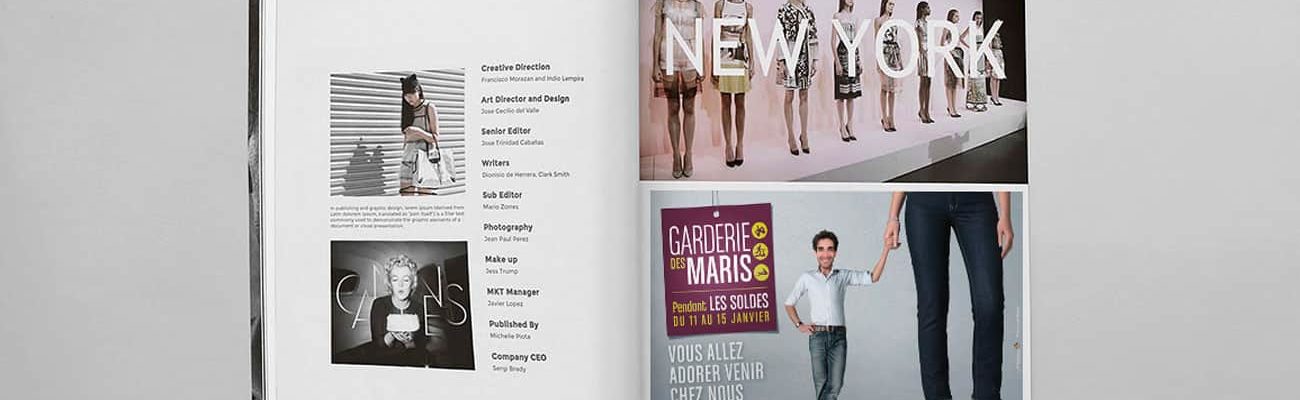 Creative Direction
Francisco Morazan and Indio Lempira
Art Director and Design
Jose Cecilio del Valle
Senior Editor
Jose Trinidad Cabañas
Writers
Dionisio de Herrera, Clark Smith
Sub Editor
Mario Zones
Photography
Jean Paul Perez
Make up
Jess Trump
MKT Manager
Javier Lopez
Published By
Michelle Piota
Company CEO
Sergi Brady
In publishing and graphic design, lorem ipsum (derived from
Latin dolorem ipsum, translated as "pain itself") is a filler text
commonly used to demonstrate the graphic elements of a
document or visual presentation.
CANNES
NEW YORK
GARDERIE
DES MARIS
Pendant LES SOLDES
DU 11 AU 15 JANVIER
VOUS ALLEZ
ADORER VENIR
CHEZ NOUS